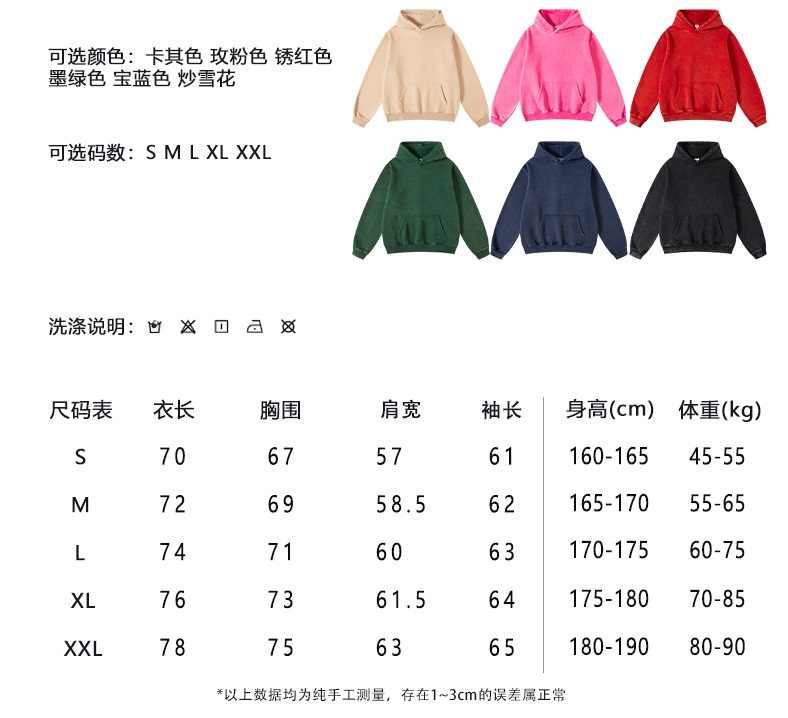 可选颜色：卡其色 玫粉色 锈红色
墨绿色 宝蓝色 炒雪花
可选码数：S M L XL XXL
洗涤说明：
尺码表 衣长 胸围 肩宽 袖长 身高(cm) 体重(kg)
S 70 67 57 61 160-165 45-55
M 72 69 58.5 62 165-170 55-65
L 74 71 60 63 170-175 60-75
XL 76 73 61.5 64 175-180 70-85
XXL 78 75 63 65 180-190 80-90
*以上数据均为纯手工测量，存在1~3cm的误差属正常